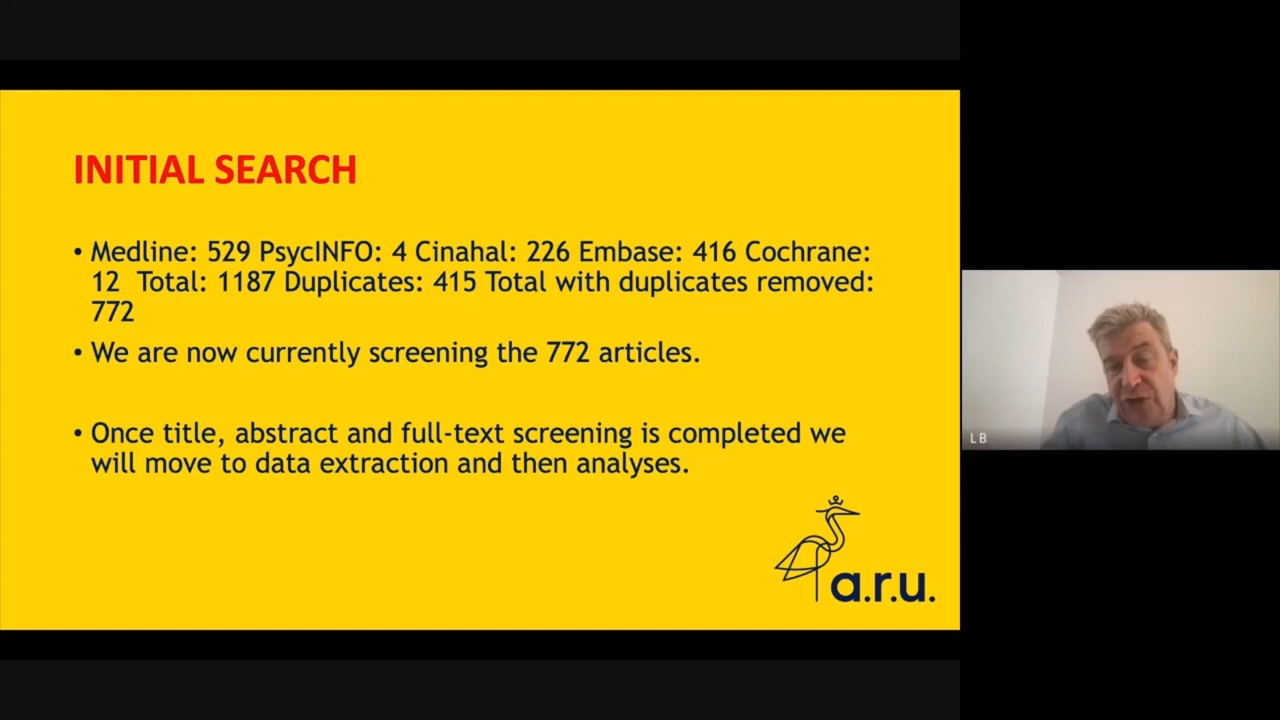 INITIAL SEARCH
• Medline: 529 PsycINFO: 4 Cinahal: 226 Embase: 416 Cochrane:
12 Total: 1187 Duplicates: 415 Total with duplicates removed:
772
• We are now currently screening the 772 articles.
• Once title, abstract and full-text screening is completed we
will move to data extraction and then analyses.
a.r.u.
LB